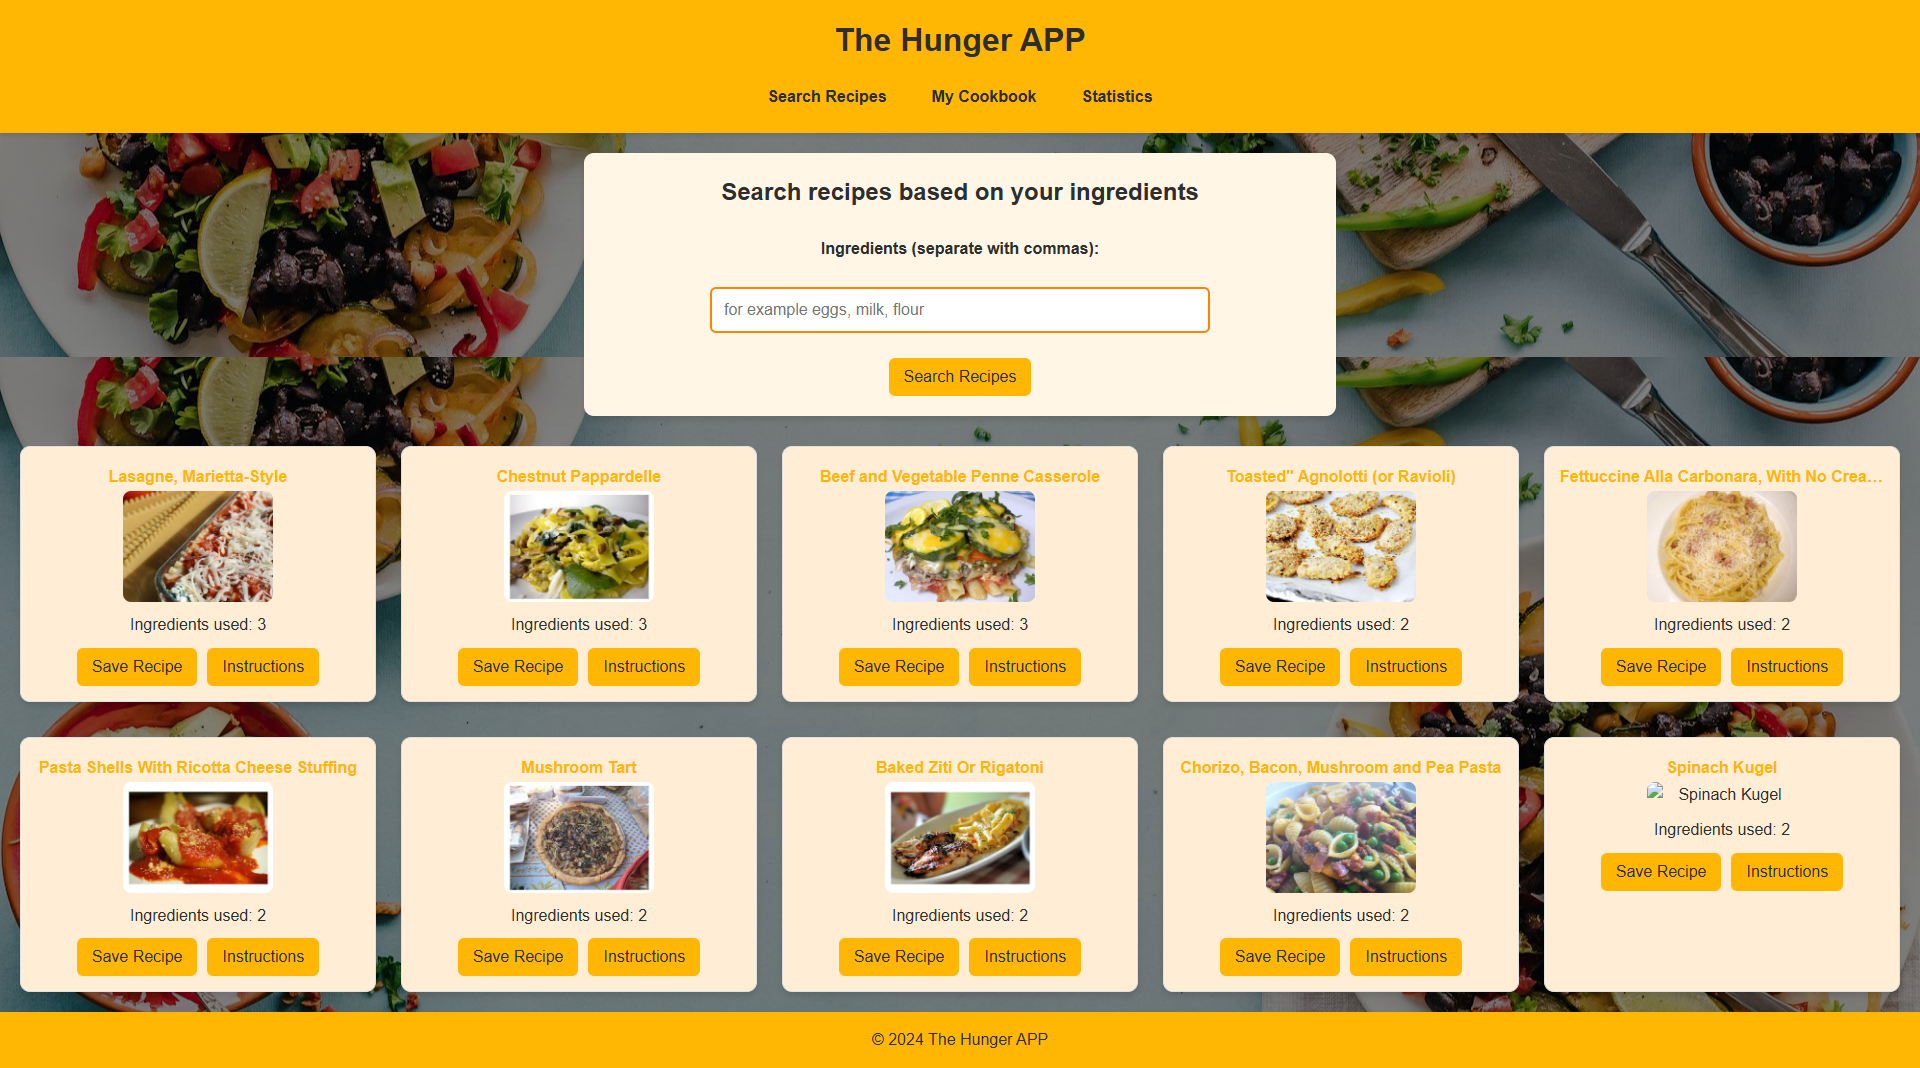 The Hunger APP
Search Recipes My Cookbook Statistics
Search recipes based on your ingredients
Ingredients (separate with commas):
for example eggs, milk, flour
Search Recipes
Lasagne, Marietta-Style
Ingredients used: 3
Save Recipe Instructions
Chestnut Pappardelle
Ingredients used: 3
Save Recipe Instructions
Beef and Vegetable Penne Casserole
Ingredients used: 3
Save Recipe Instructions
Toasted" Agnolotti (or Ravioli)
Ingredients used: 2
Save Recipe Instructions
Fettuccine Alla Carbonara, With No Crea...
Ingredients used: 2
Save Recipe Instructions
Pasta Shells With Ricotta Cheese Stuffing
Ingredients used: 2
Save Recipe Instructions
Mushroom Tart
Ingredients used: 2
Save Recipe Instructions
Baked Ziti Or Rigatoni
Ingredients used: 2
Save Recipe Instructions
Chorizo, Bacon, Mushroom and Pea Pasta
Ingredients used: 2
Save Recipe Instructions
Spinach Kugel
Spinach Kugel
Ingredients used: 2
Save Recipe Instructions
© 2024 The Hunger APP